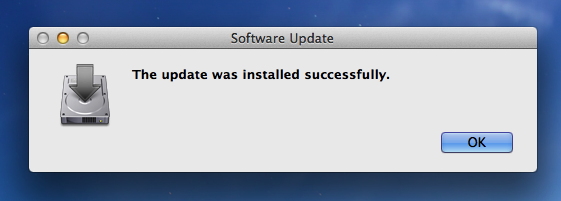 Software Update
The update was installed successfully.
OK